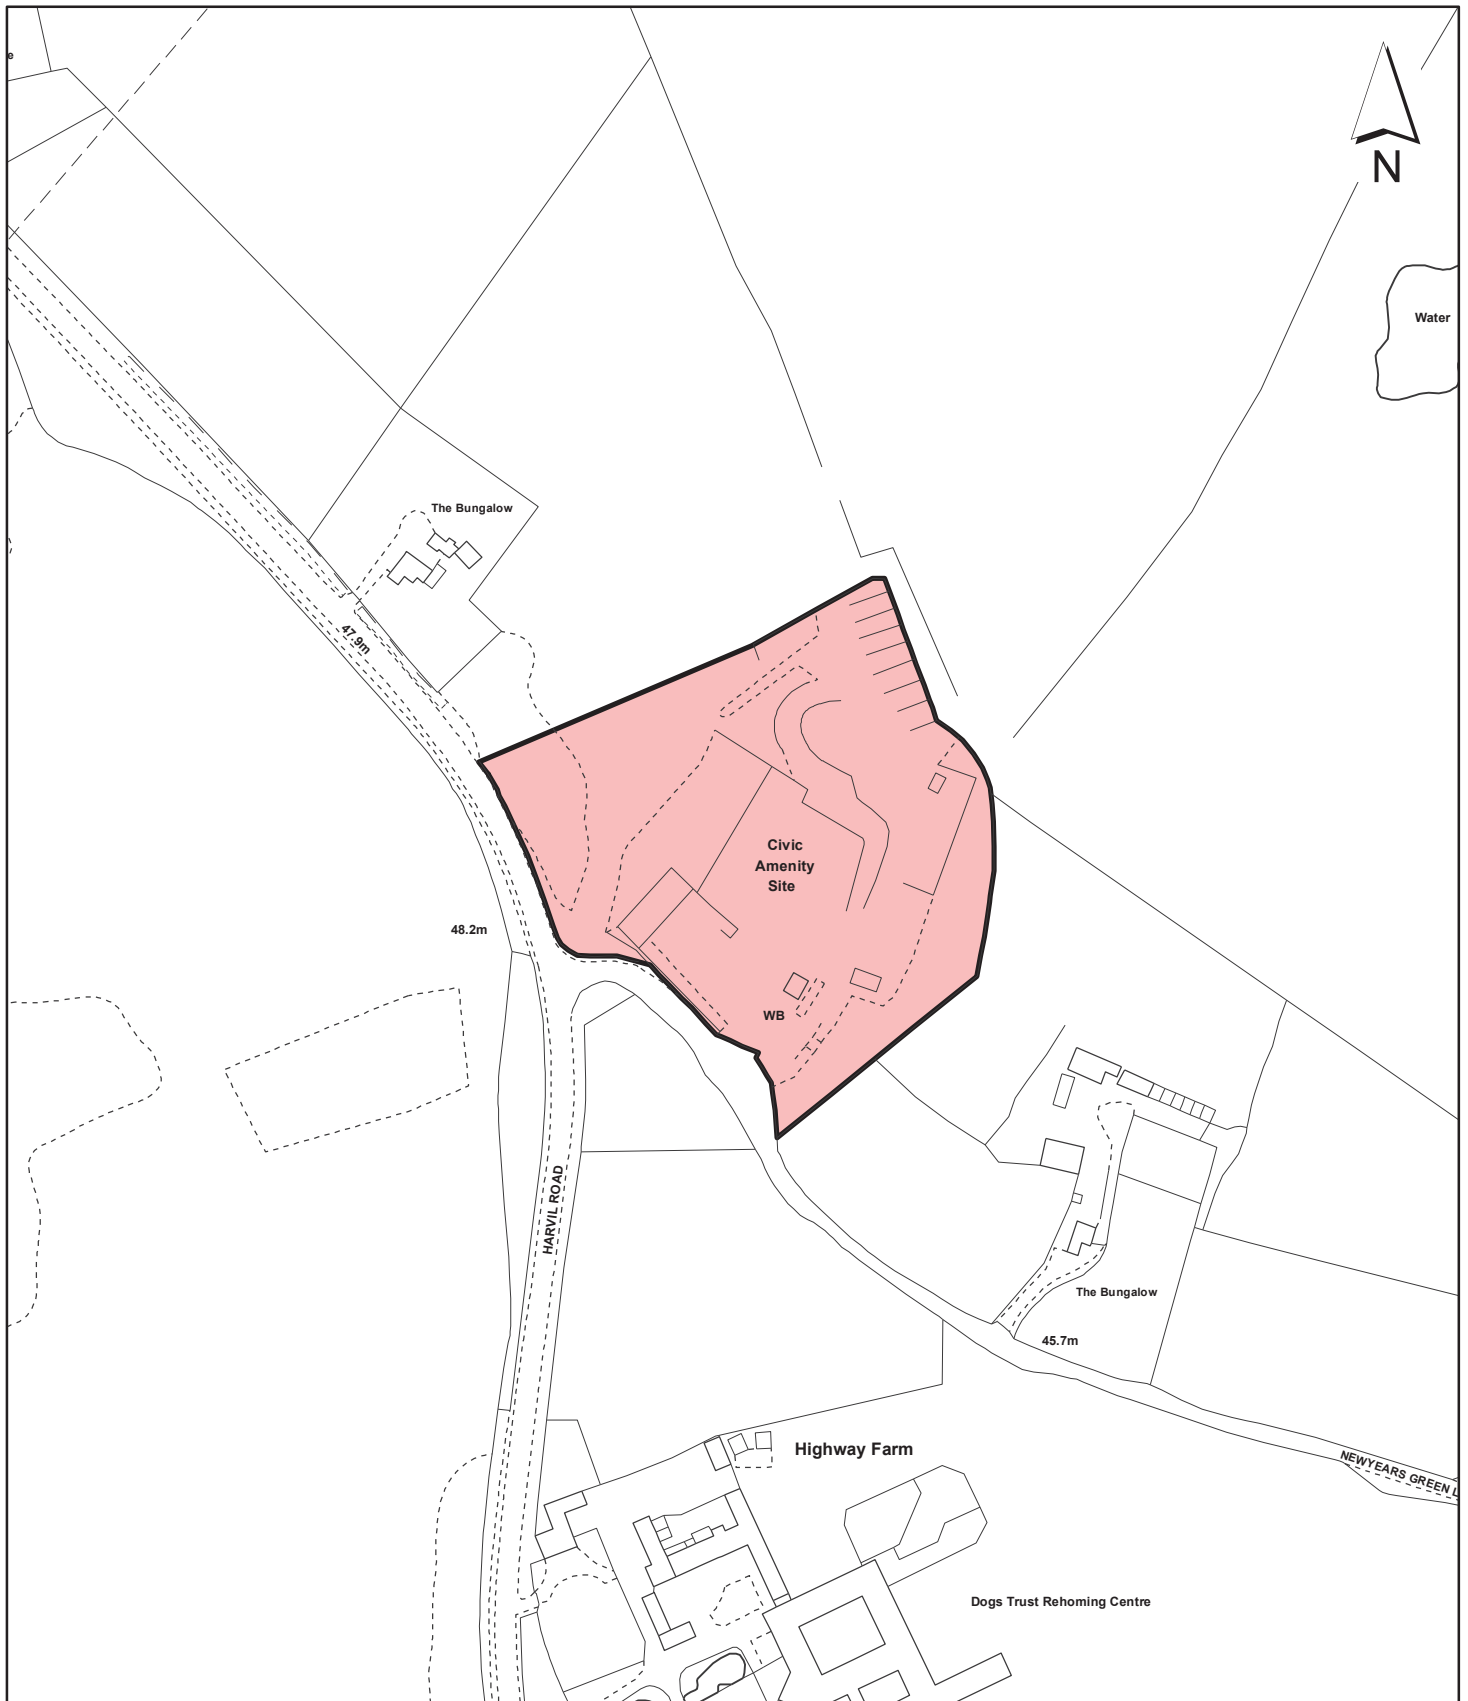 e
N
Water
The Bungalow
47.9m
Civic
Amenity
Site
48.2m
WB
HARVIL ROAD
The Bungalow
45.7m
Highway Farm
NEWYEARS GREEN L
Dogs Trust Rehoming Centre